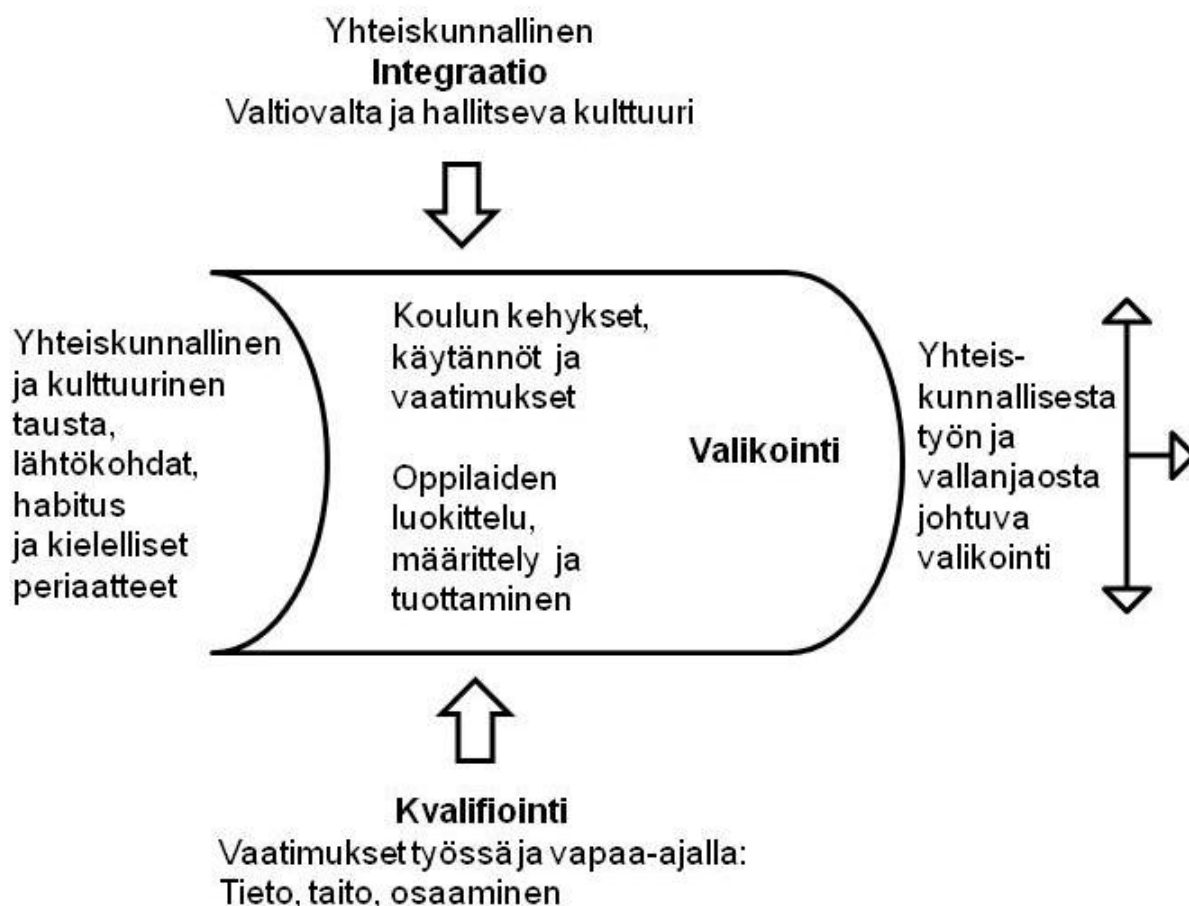 Yhteiskunnallinen
Integraatio
Valtiovalta ja hallitseva kulttuuri
Yhteiskunnallinen
ja kulttuurinen
tausta,
lähtökohdat,
habitus
ja kielelliset
periaatteet
Koulun kehykset,
käytännöt ja
vaatimukset
Oppilaiden
luokittelu,
määrittely ja
tuottaminen
Valikointi
Yhteis-
kunnallisesta
työn ja
vallanjaosta
johtuva
valikointi
Kvalifiointi
Vaatimukset työssä ja vapaa-ajalla:
Tieto, taito, osaaminen